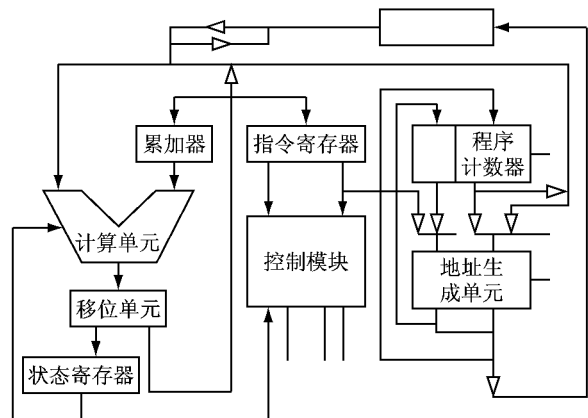 累加器
指令寄存器
程序
计数器
计算单元
控制模块
地址生
成单元
移位单元
状态寄存器